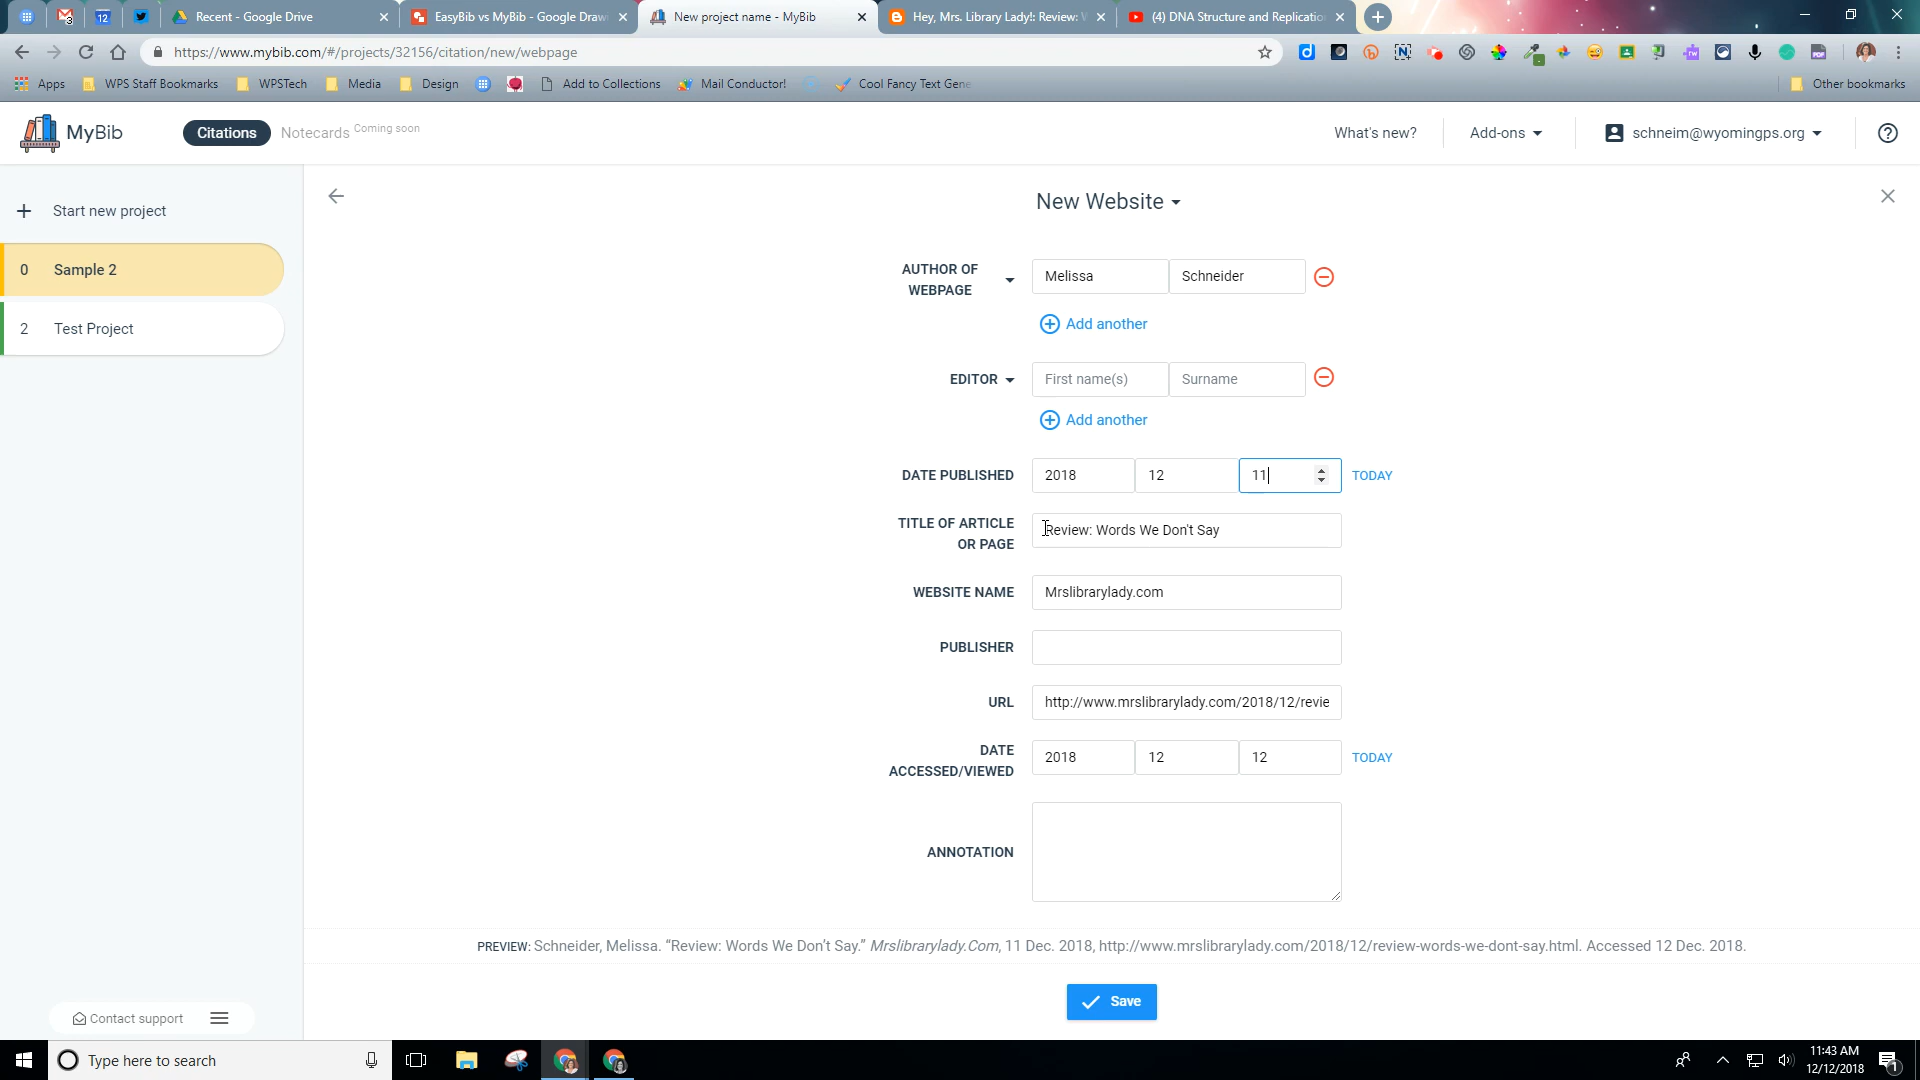 Recent - Google Drive
EasyBib vs MyBib - Google Draw
New project name - MyBib
Hey, Mrs. Library Lady!: Review: W
(4) DNA Structure and Replication
https://www.mybib.com/#/projects/32156/citation/new/webpage
Apps
WPS Staff Bookmarks
WPSTech
Media
Design
Add to Collections
Mail Conductor!
Cool Fancy Text Gene
Other bookmarks
MyBib
Citations
Notecards Coming soon
What's new?
Add-ons
schneim@wyomingps.org
Start new project
New Website
0 Sample 2
2 Test Project
AUTHOR OF
WEBPAGE
Melissa
Schneider
Add another
EDITOR
First name(s)
Surname
Add another
DATE PUBLISHED
2018
12
11
TODAY
TITLE OF ARTICLE
OR PAGE
Review: Words We Don't Say
WEBSITE NAME
Mrslibrarylady.com
PUBLISHER
URL
http://www.mrslibrarylady.com/2018/12/revie
DATE
ACCESSED/VIEWED
2018
12
12
TODAY
ANNOTATION
PREVIEW: Schneider, Melissa. “Review: Words We Don’t Say.” Mrslibrarylady.Com, 11 Dec. 2018, http://www.mrslibrarylady.com/2018/12/review-words-we-dont-say.html. Accessed 12 Dec. 2018.
Save
Contact support
Type here to search
11:43 AM
12/12/2018
1